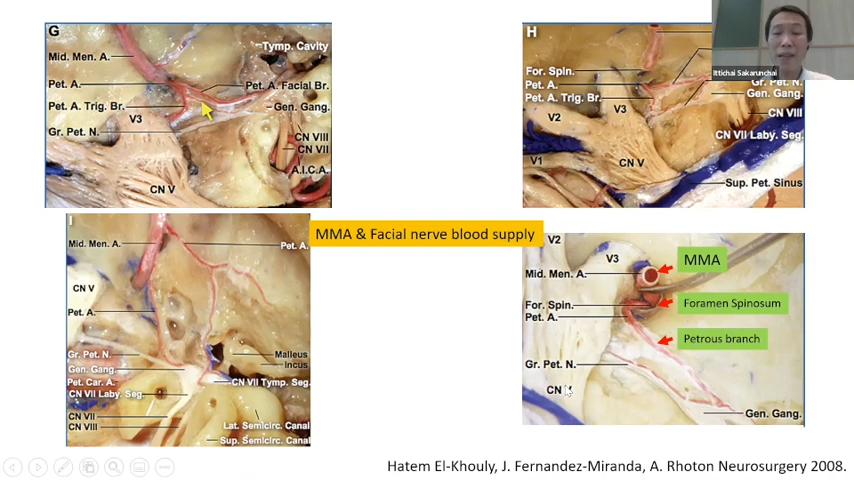 G
Tymp. Cavity
Mid. Men. A.
Pet. A.
Pet. A. Facial Br.
Pet. A. Trig. Br.
Gen. Gang.
V3
Gr. Pet. N.
CN VIII
CN VII
A.I.C.A.
CN V
H
Ittichai Sakarunchai
For. Spin.
Pet. A.
Gr. Pet. N.
Pet. A. Trig. Br.
V3
Gen. Gang.
V2
CN VIII
CN VII Laby. Seg.
V1
CN V
Sup. Pet. Sinus
I
Mid. Men. A.
Pet. A.
CN V
Pet. A.
Gr. Pet. N.
Malleus
Gen. Gang.
Incus
Pet. Car. A.
CN VII Tymp. Seg.
CN VII Laby. Seg.
CN VII
CN VIII
Lat. Semicirc. Canal
Sup. Semicirc. Canal
MMA & Facial nerve blood supply
V2
V3
MMA
Mid. Men. A.
For. Spin.
Foramen Spinosum
Pet. A.
Petrous branch
Gr. Pet. N.
CN V
Gen. Gang.
Hatem El-Khouly, J. Fernandez-Miranda, A. Rhoton Neurosurgery 2008.